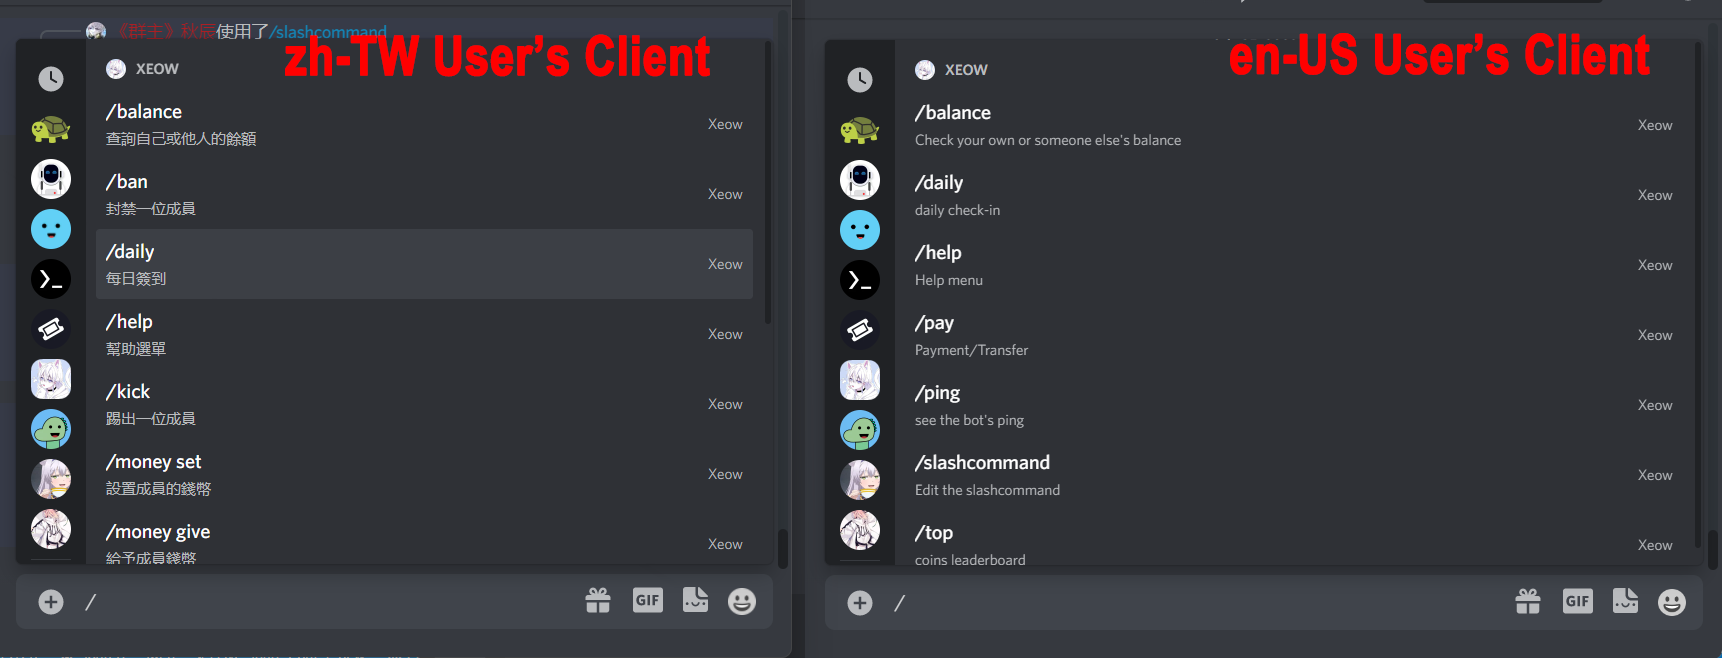 《群主》秋辰使用了/slashcommand
zh-TW User’s Client
XEOW
/balance
查詢自己或他人的餘額
Xeow
/ban
封禁一位成員
Xeow
/daily
每日簽到
Xeow
/help
幫助選單
Xeow
/kick
踢出一位成員
Xeow
/money set
設置成員的錢幣
Xeow
/money give
給予成員錢幣
Xeow
/
GIF
en-US User’s Client
XEOW
/balance
Check your own or someone else's balance
Xeow
/daily
daily check-in
Xeow
/help
Help menu
Xeow
/pay
Payment/Transfer
Xeow
/ping
see the bot's ping
Xeow
/slashcommand
Edit the slashcommand
Xeow
/top
coins leaderboard
Xeow
/
GIF